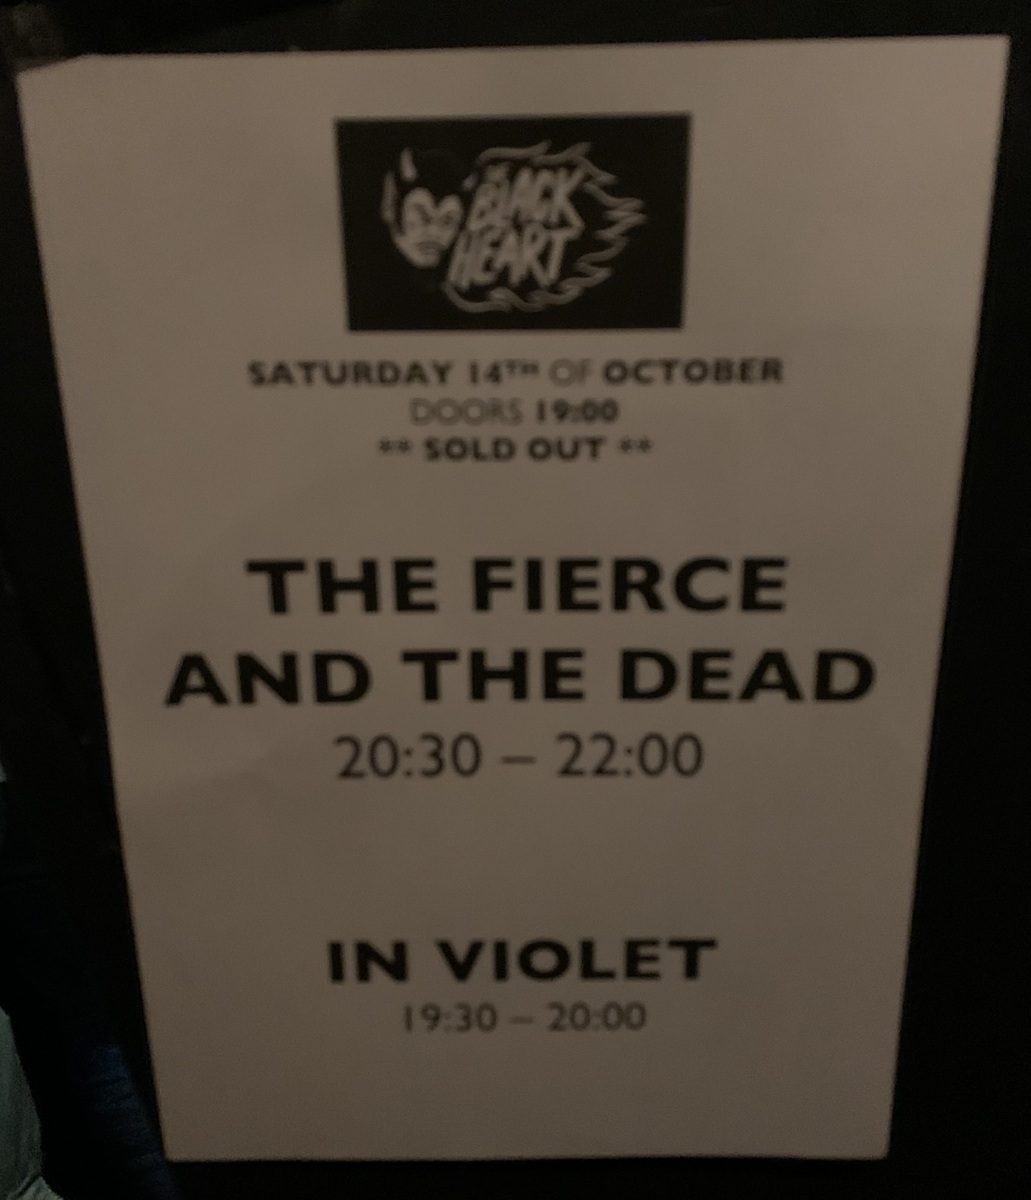 THE
BLACK
HEART
SATURDAY 14TH OF OCTOBER
DOORS 19:00
** SOLD OUT **
THE FIERCE
AND THE DEAD
20:30 – 22:00
IN VIOLET
19:30 – 20:00